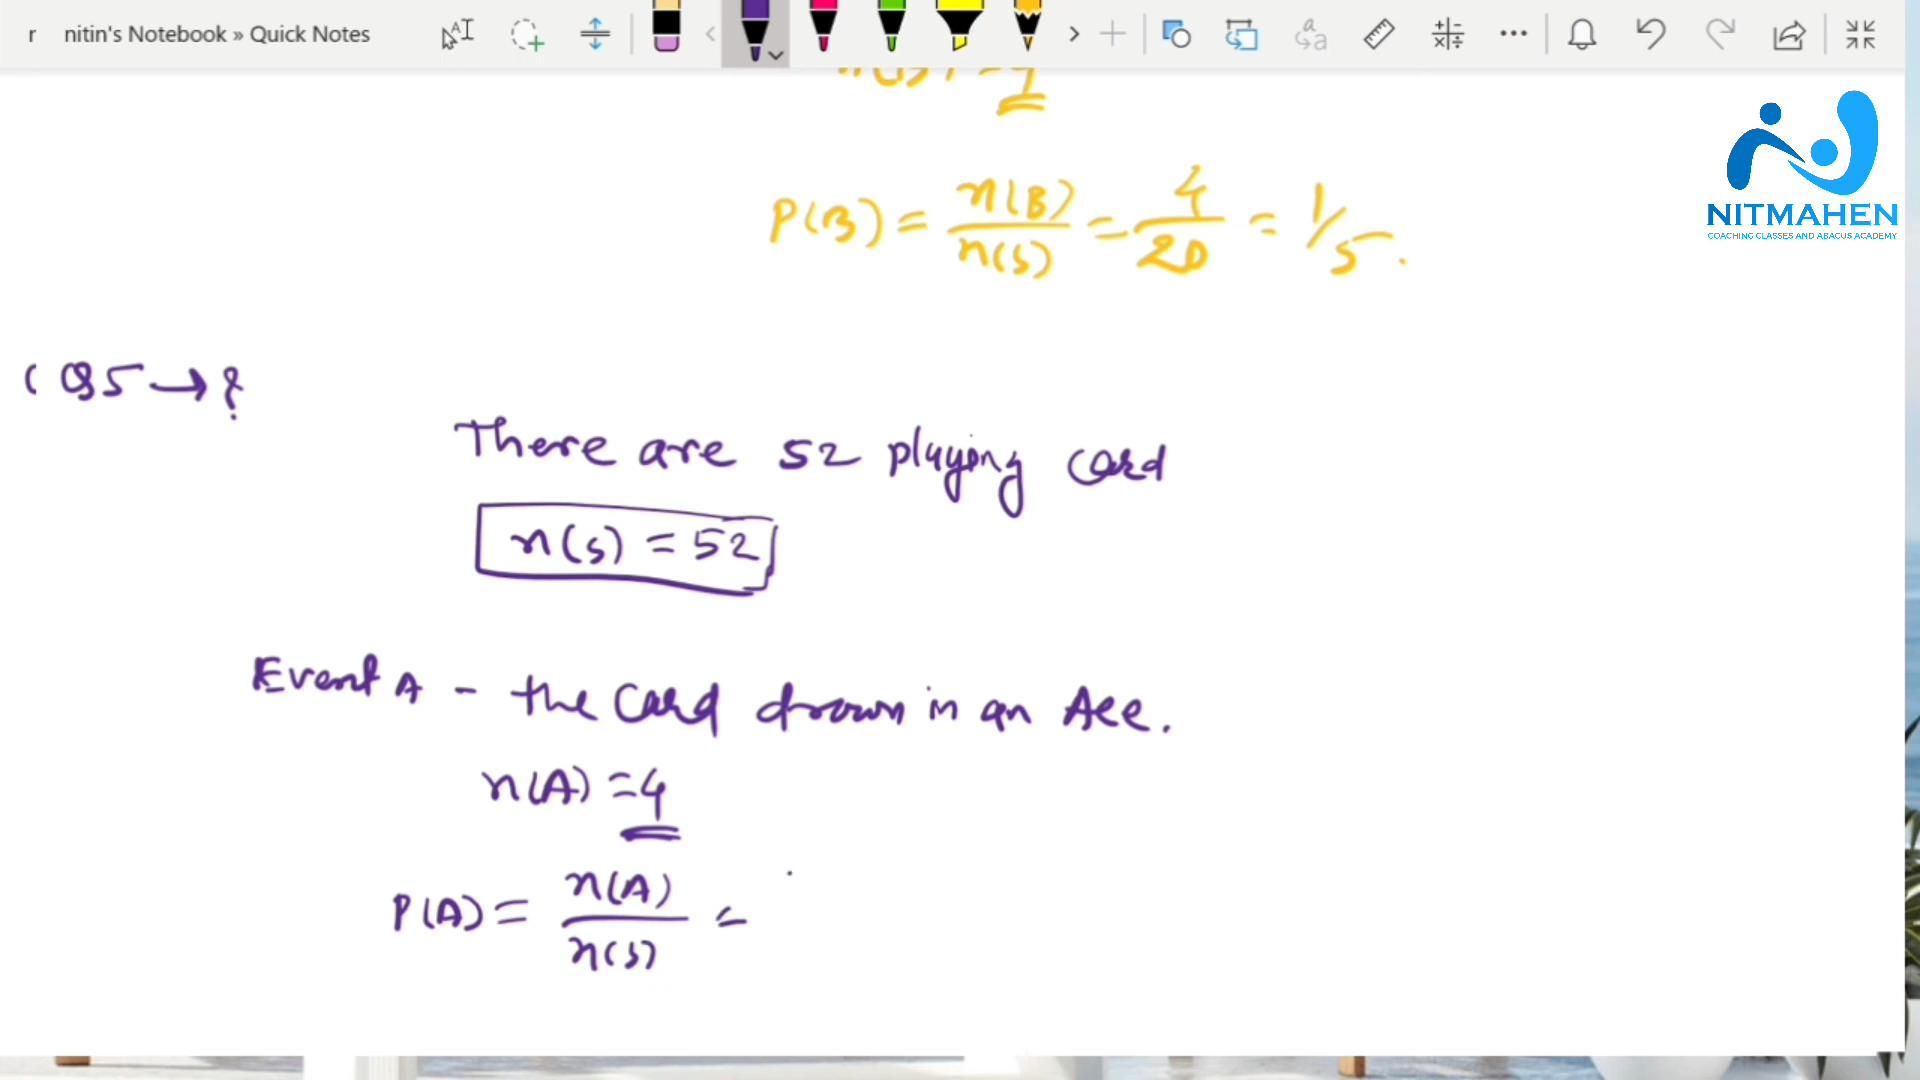 r nitin's Notebook » Quick Notes
P(B) = n(B)/n(S) = 4/20 = 1/5.
NITMAHEN
COACHING CLASSES AND ABACUS ACADEMY
Q5 → ?
There are 52 playing card
n(s) = 52
Event A - the Card drawn in an Ace.
n(A) = 4
P(A) = n(A)/n(s) =